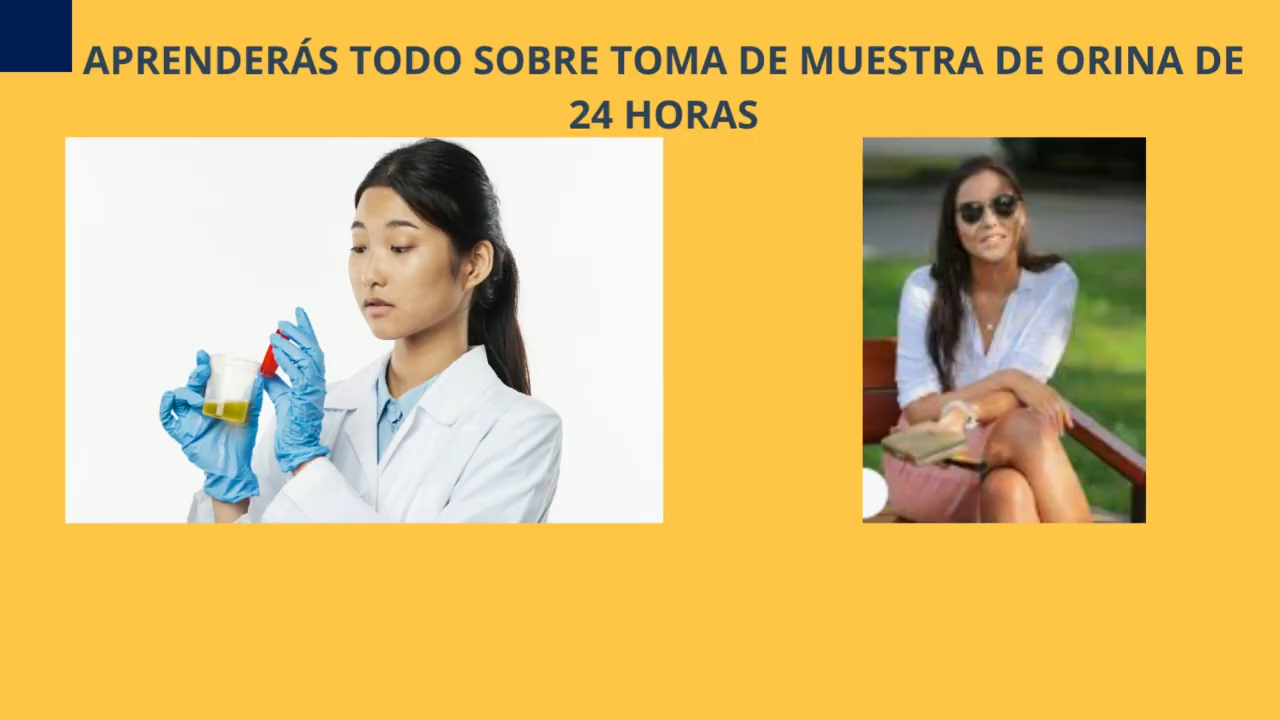 APRENDERÁS TODO SOBRE TOMA DE MUESTRA DE ORINA DE
24 HORAS